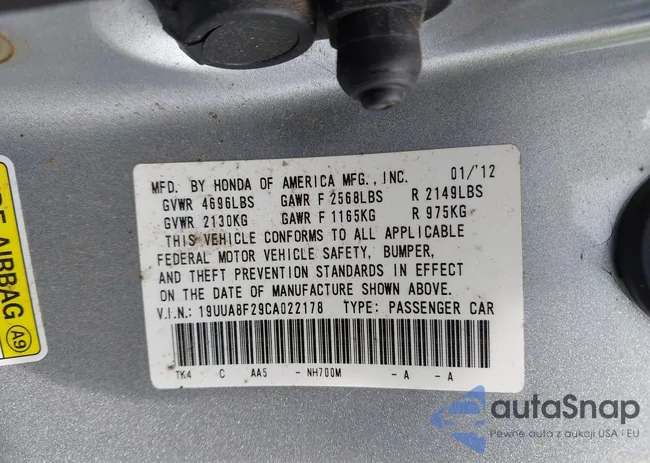 MFD. BY HONDA OF AMERICA MFG., INC. 01/'12
GVWR 4696LBS GAWR F 2568LBS R 2149LBS
GVWR 2130KG GAWR F 1165KG R 975KG
THIS VEHICLE CONFORMS TO ALL APPLICABLE
FEDERAL MOTOR VEHICLE SAFETY, BUMPER,
AND THEFT PREVENTION STANDARDS IN EFFECT
ON THE DATE OF MANUFACTURE SHOWN ABOVE.
V.I.N.: 19UUA8F29CA022178 TYPE: PASSENGER CAR
TK4 C AA5 - NH700M - A - A
AIRBAG A9
autaSnap
Pewne auta z aukcji USA i EU